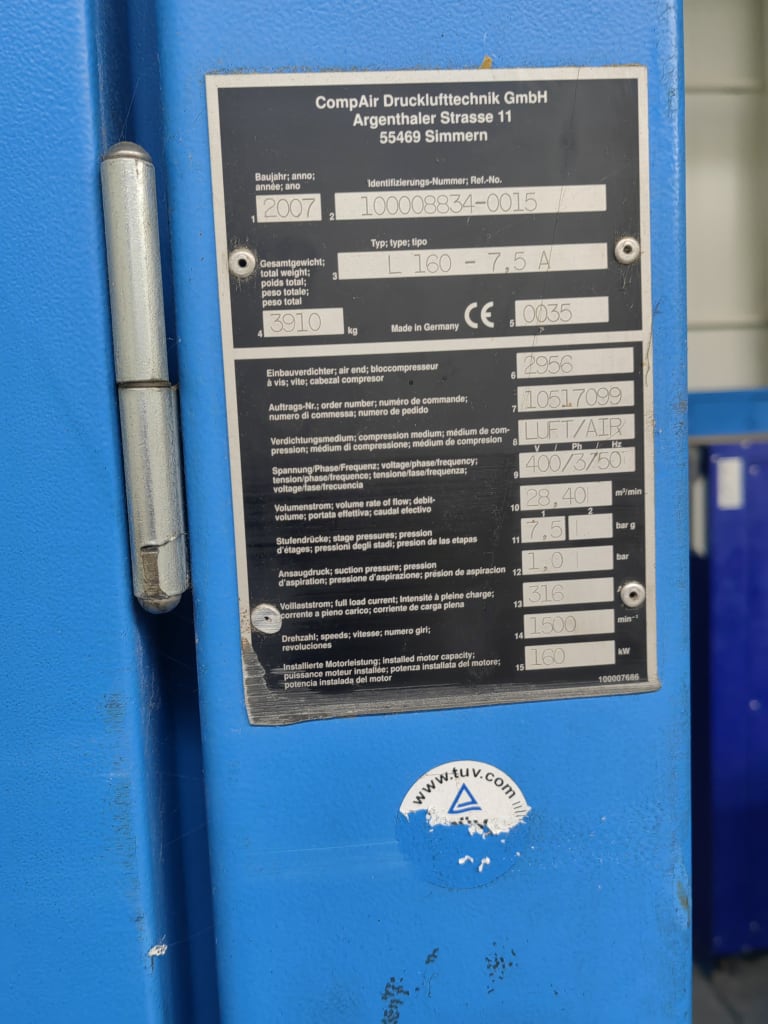 CompAir Drucklufttechnik GmbH
Argenthaler Strasse 11
55469 Simmern
Baujahr; anno;
année; ano
1 2007
Identifizierungs-Nummer; Ref.-No.
2 100008834-0015
Typ; type; tipo
3 L 160 - 7,5 A
Gesamtgewicht;
total weight;
poids total;
peso totale;
peso total
4 3910 kg
Made in Germany CE 5 0035
Einbauverdichter; air end; bloccompresseur
à vis; vite; cabezal compresor
6 2956
Auftrags-Nr.; order number; numéro de commande;
numero di commessa; numero de pedido
7 10517099
Verdichtungsmedium; compression medium; médium de com-
pression; médium di compressione; médium de compresion
8 LUFT/AIR
V / Ph / Hz
Spannung/Phase/Frequenz; voltage/phase/frequency;
tension/phase/frequence; tensione/fase/frequenza;
voltage/fase/frecuencia
9 400/3/50
Volumenstrom; volume rate of flow; debit-
volume; portata effettiva; caudal efectivo
10 28,40 m³/min
1 2
Stufendrücke; stage pressures; pression
d'étages; pressioni degli stadi; presion de las etapas
11 7,5 bar g
Ansaugdruck; suction pressure; pression
d'aspiration; pressione d'aspirazione; présion de aspiración
12 1,0 bar
Vollaststrom; full load current; Intensité à pleine charge;
corrente a pieno carico; corriente de carga plena
13 316
Drehzahl; speeds; vitesse; numero giri;
revoluciones
14 1500 min⁻¹
Installierte Motorleistung; installed motor capacity;
puissance moteur installée; potenza installata del motore;
potencia instalada del motor
15 160 kW
100007686
www.tuv.com